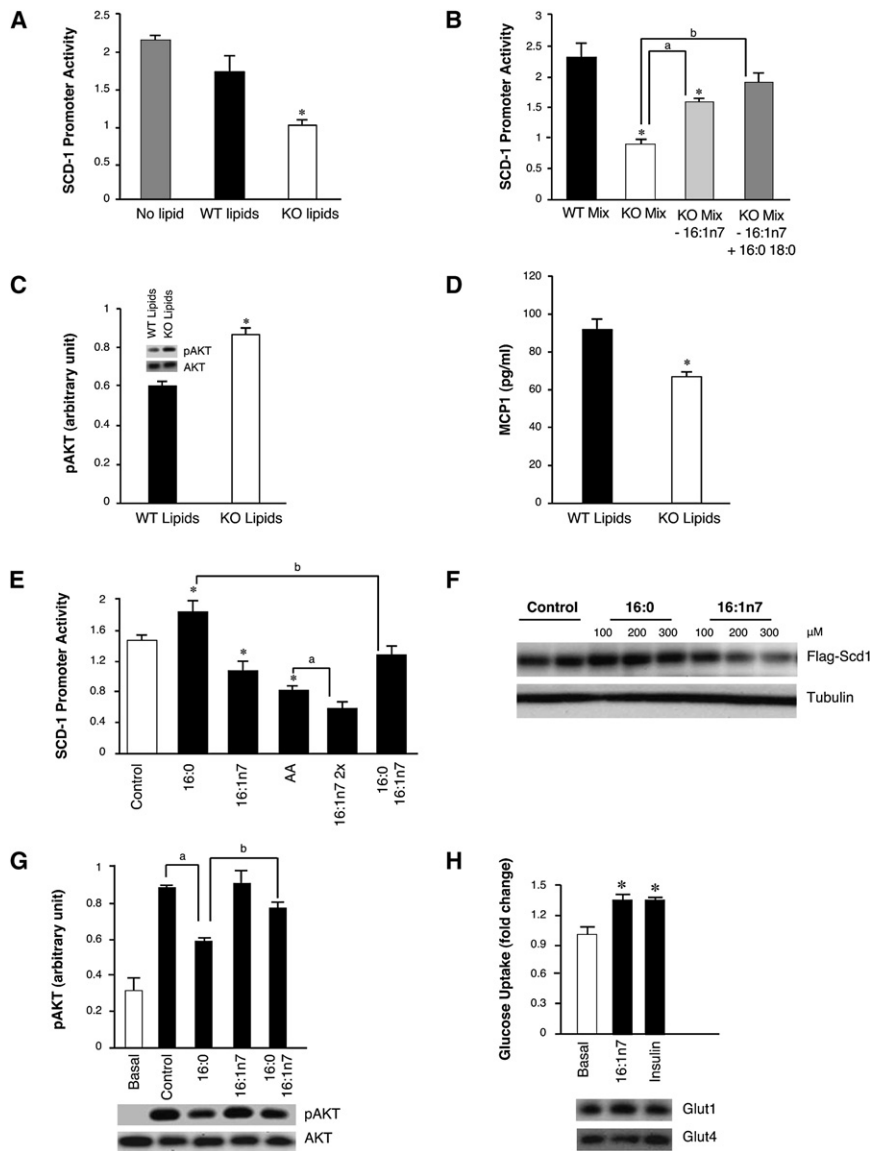 A
SCD-1 Promoter Activity
2.5
2
1.5
1
1.5
0
*
No lipid WT lipids KO lipids
B
SCD-1 Promoter Activity
2.5
2
1.5
1
0.5
0
b
a
*
*
WT Mix KO Mix KO Mix KO Mix
- 16:1n7 - 16:1n7
+ 16:0 18:0
C
pAKT (arbitrary unit)
1
0.8
0.6
0.4
0.2
0
WT Lipids
KO Lipids
pAKT
AKT
*
WT Lipids KO Lipids
D
MCP1 (pg/ml)
120
100
80
60
40
20
0
*
WT Lipids KO Lipids
E
SCD-1 Promoter Activity
2
1.6
1.2
0.8
0.4
0
b
*
*
*
a
Control
16:0
16:1n7
AA
16:1n7 2x
16:0
16:1n7
F
Control 16:0 16:1n7
100 200 300 100 200 300 µM
Flag-Scd1
Tubulin
G
pAKT (arbitrary unit)
1
0.8
0.6
0.4
0.2
0
a
b
Basal
Control
16:0
16:1n7
16:0
16:1n7
pAKT
AKT
H
Glucose Uptake (fold change)
1.5
1.2
0.9
1.3
0
*
*
Basal
16:1n7
Insulin
Glut1
Glut4